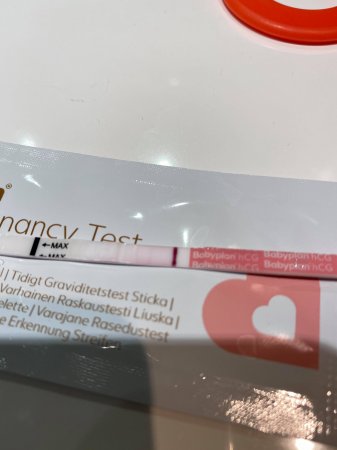 nancy Test
←MAX
←MAX
Babyplan hCG Babyplan hCG
Babyplan hCG Babyplan hCG
| Tidigt Graviditetstest Sticka |
Varhainen Raskaustesti Liuska |
elette / Varajane Rasedustest
e Erkennung Streifen